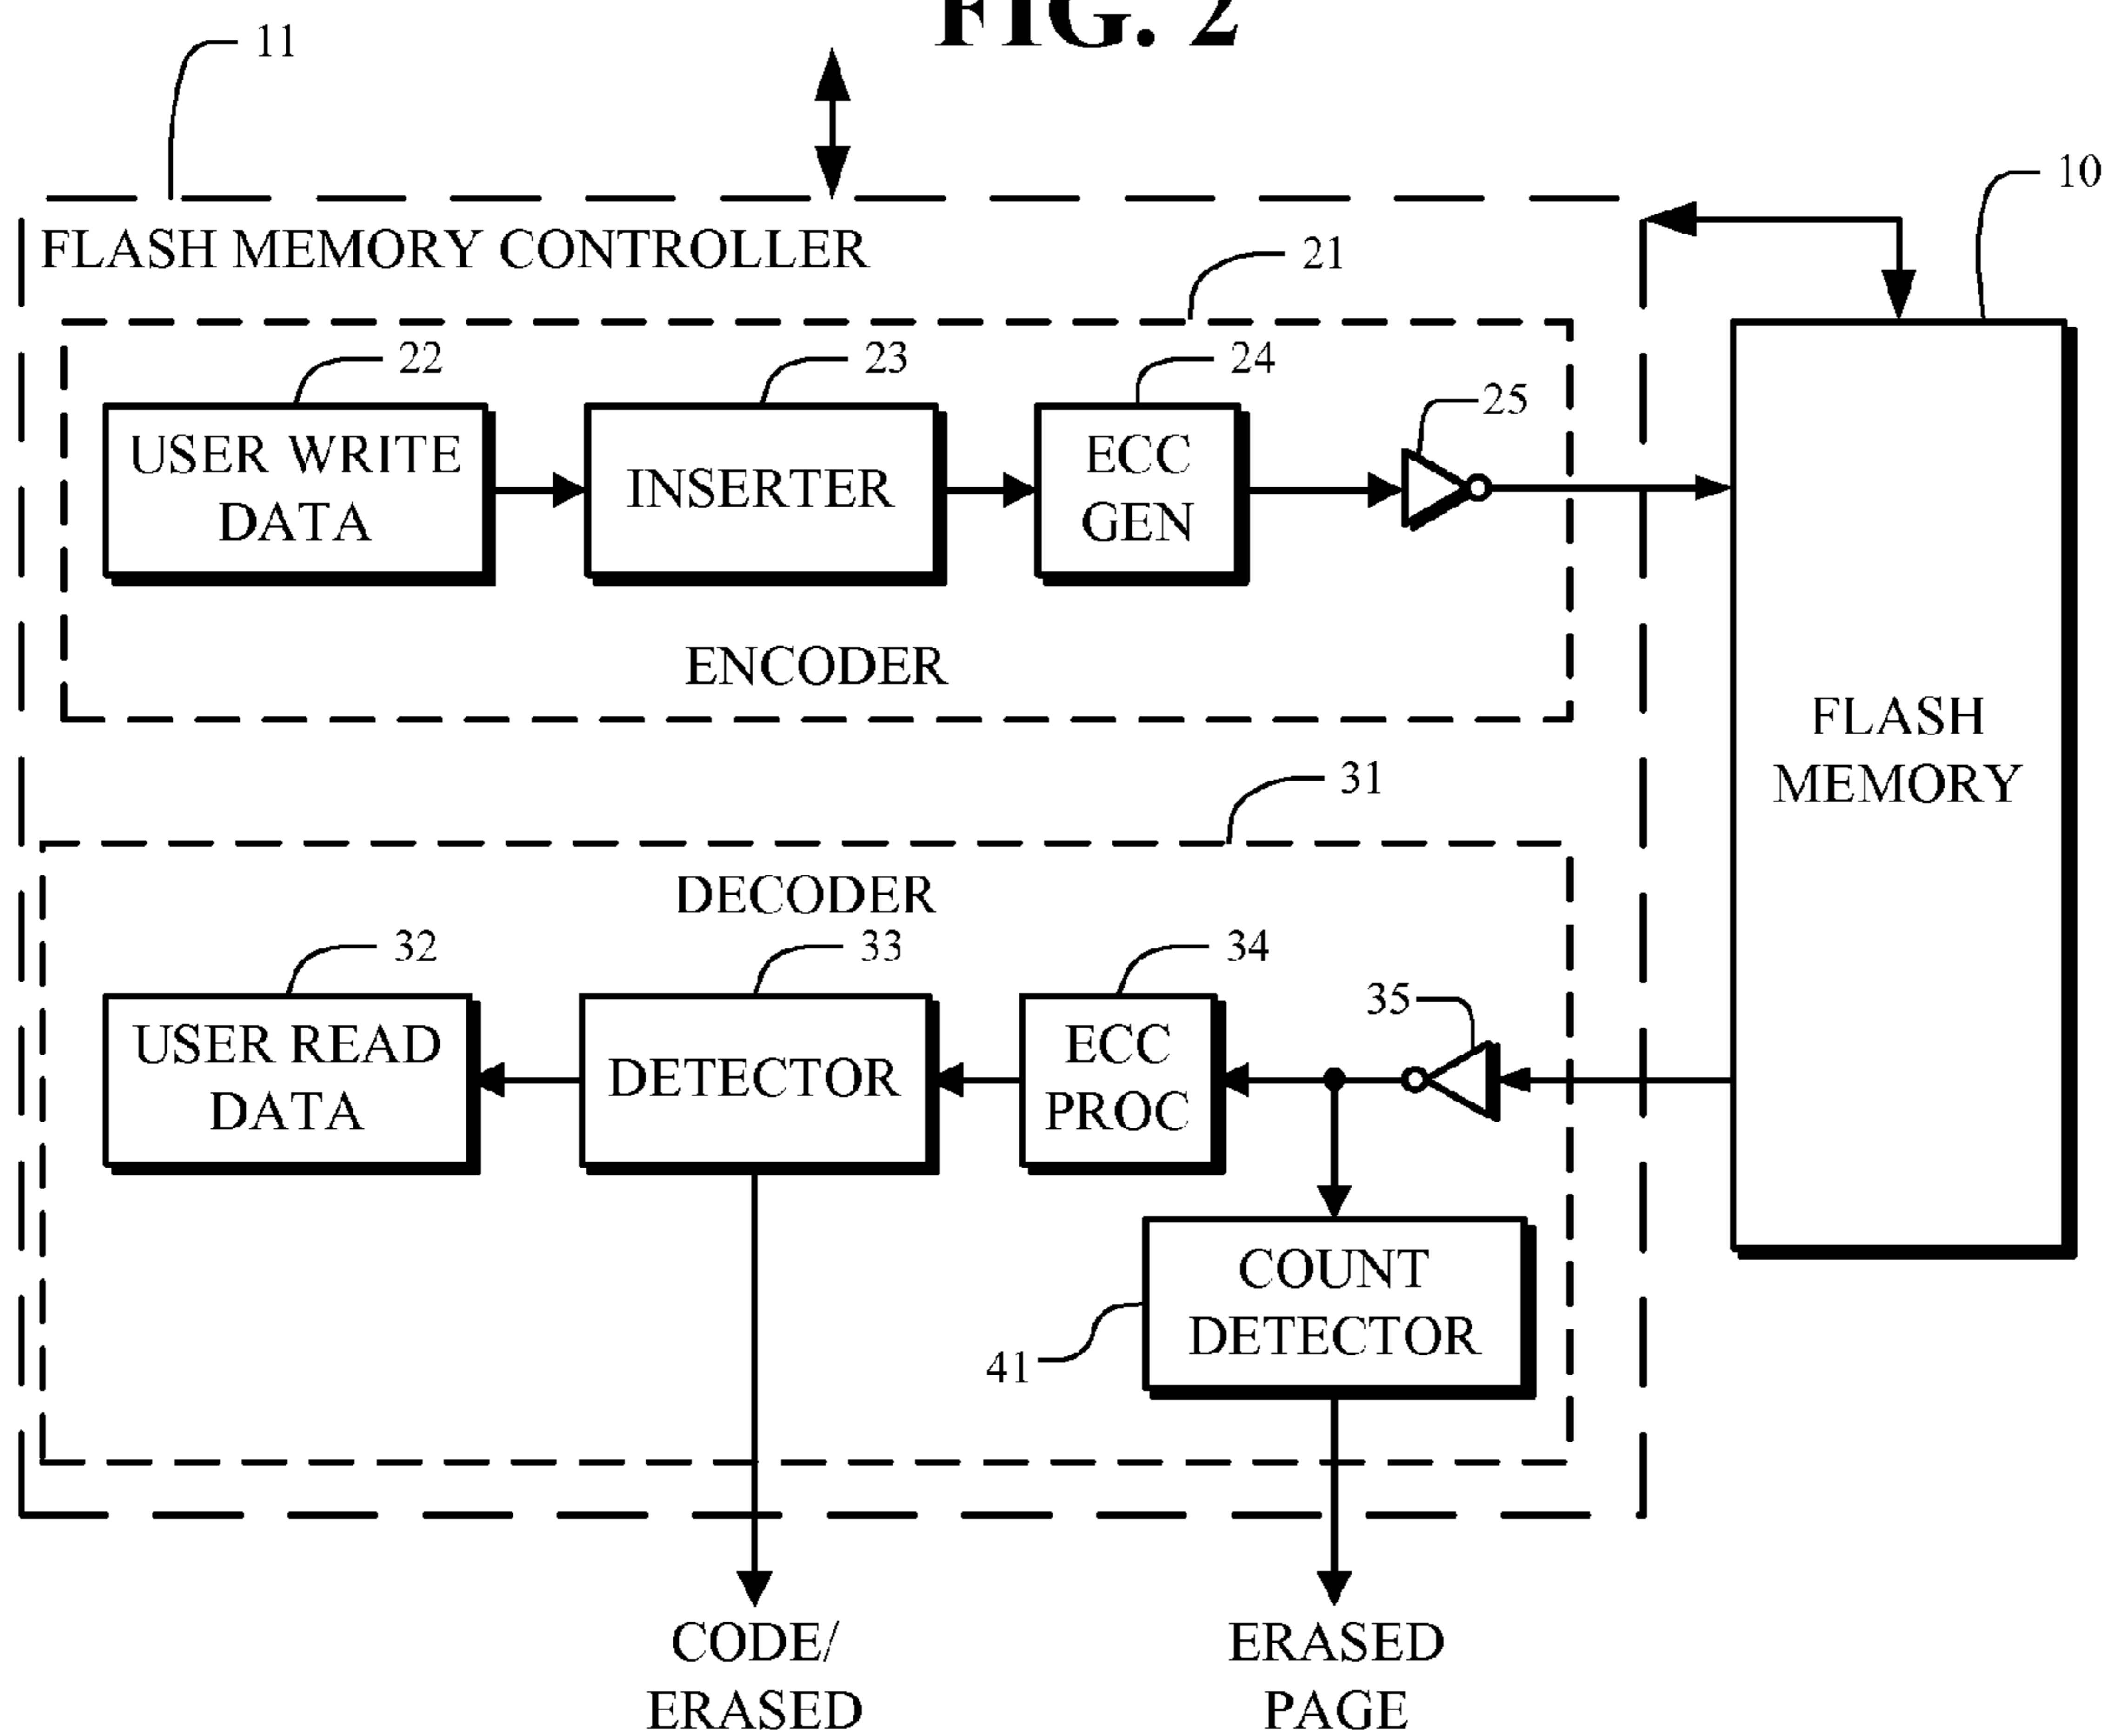 FIG. 2
11
10
FLASH MEMORY CONTROLLER
21
22
23
24
25
USER WRITE
DATA
INSERTER
ECC
GEN
ENCODER
FLASH
MEMORY
31
DECODER
32
33
34
35
USER READ
DATA
DETECTOR
ECC
PROC
COUNT
DETECTOR
41
CODE/
ERASED
ERASED
PAGE